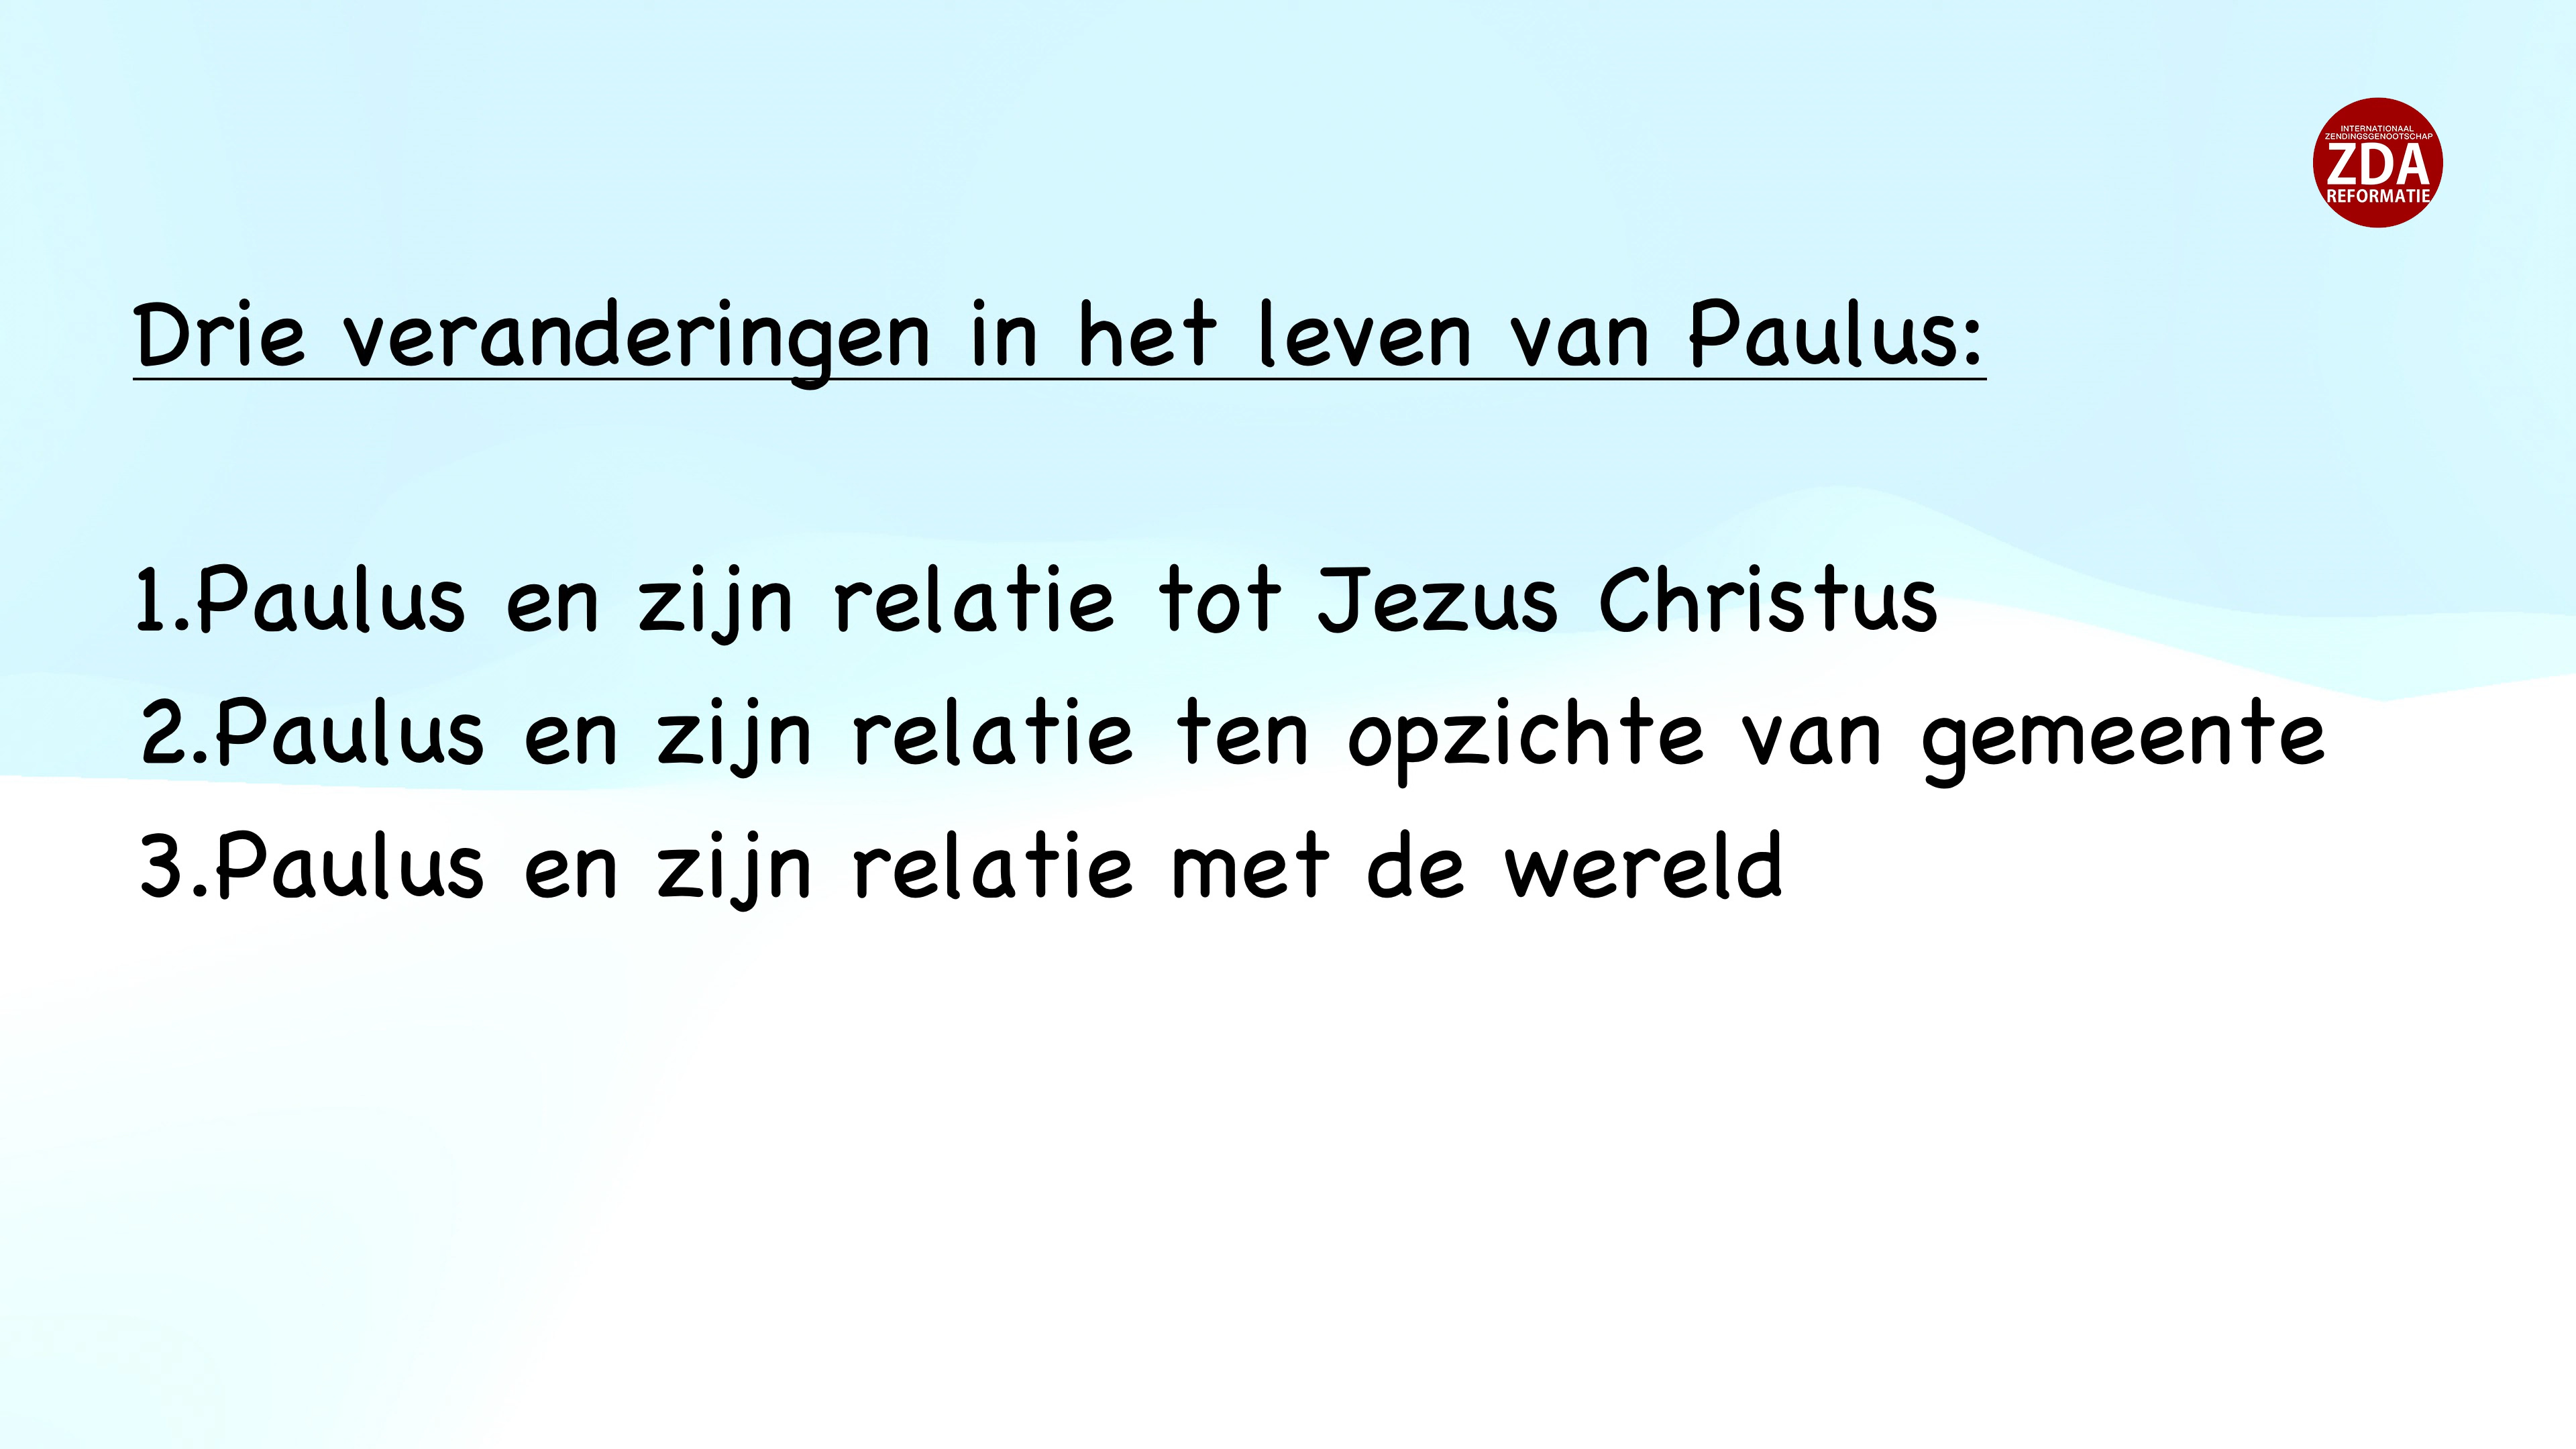 INTERNATIONAAL
ZENDINGSGENOOTSCHAP
ZDA
REFORMATIE
Drie veranderingen in het leven van Paulus:
1.Paulus en zijn relatie tot Jezus Christus
2.Paulus en zijn relatie ten opzichte van gemeente
3.Paulus en zijn relatie met de wereld